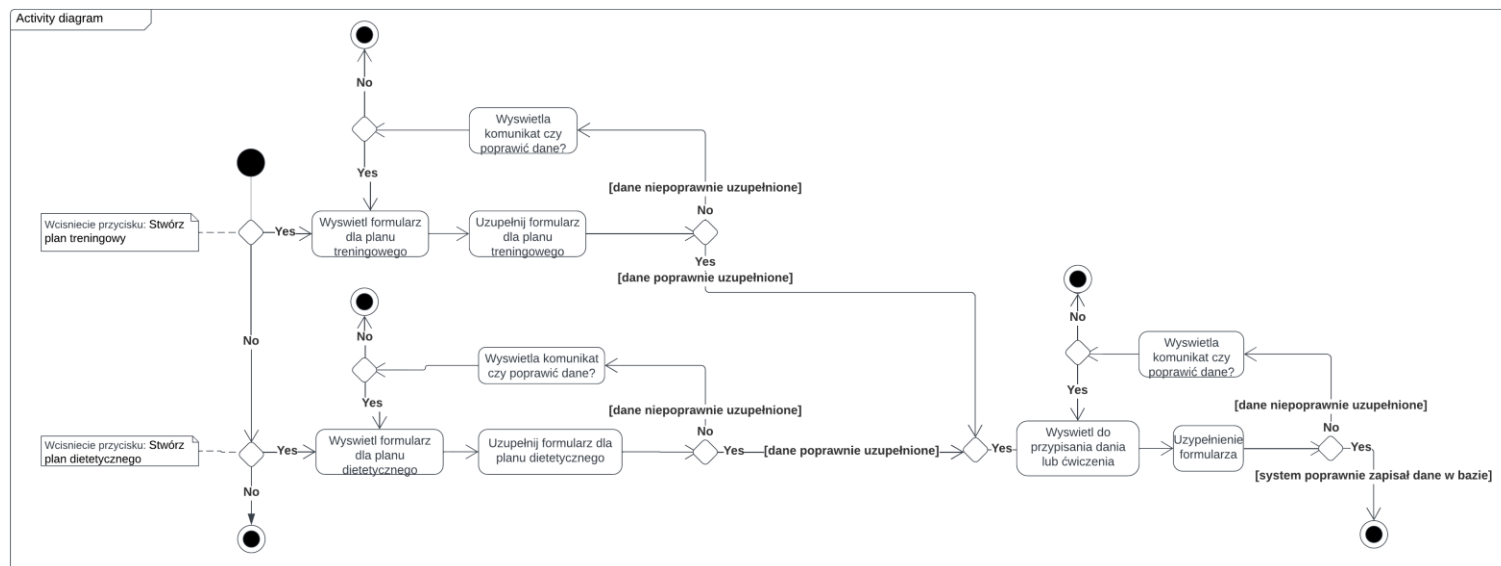 Activity diagram
No
Wyswietla
komunikat czy
poprawić dane?
Yes
[dane niepoprawnie uzupełnione]
No
Wcisniecie przycisku: Stwórz
plan treningowy
Yes
Wyswietl formularz
dla planu
treningowego
Uzupełnij formularz
dla planu
treningowego
Yes
[dane poprawnie uzupełnione]
No
No
Wyswietla komunikat
czy poprawić dane?
Yes
[dane niepoprawnie uzupełnione]
No
Wcisniecie przycisku: Stwórz
plan dietetycznego
Yes
Wyswietl formularz
dla planu
dietetycznego
Uzupełnij formularz dla
planu dietetycznego
Yes
[dane poprawnie uzupełnione]
No
No
Wyswietla
komunikat czy
poprawić dane?
Yes
[dane niepoprawnie uzupełnione]
No
Yes
Wyswietl do
przypisania dania
lub ćwiczenia
Uzypełnienie
formularza
Yes
[system poprawnie zapisał dane w bazie]